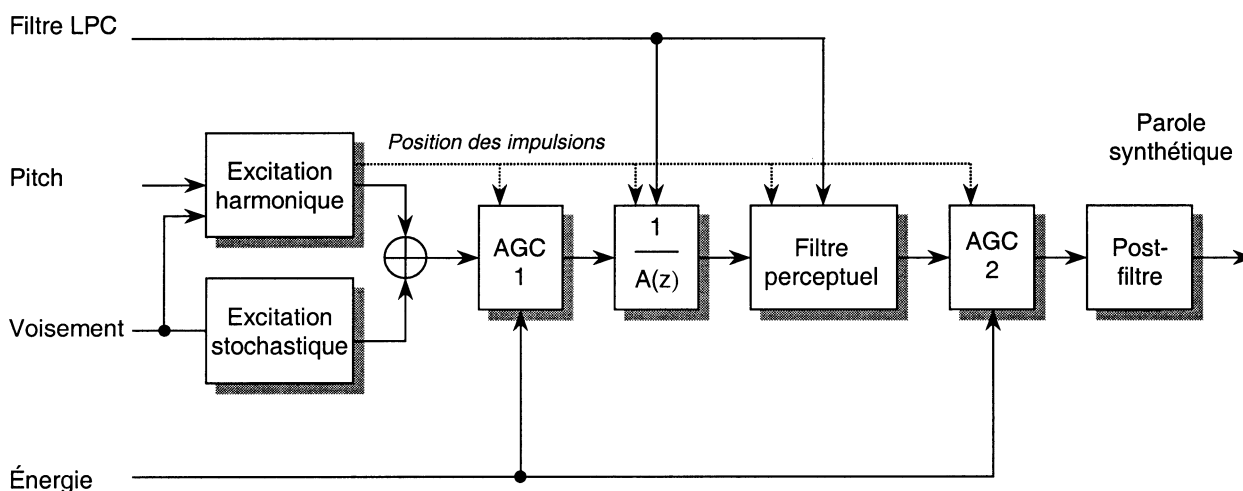 Filtre LPC
Position des impulsions
Parole
synthétique
Pitch
Excitation
harmonique
AGC
1
1
A(z)
Filtre
perceptuel
AGC
2
Post-
filtre
Voisement
Excitation
stochastique
Énergie